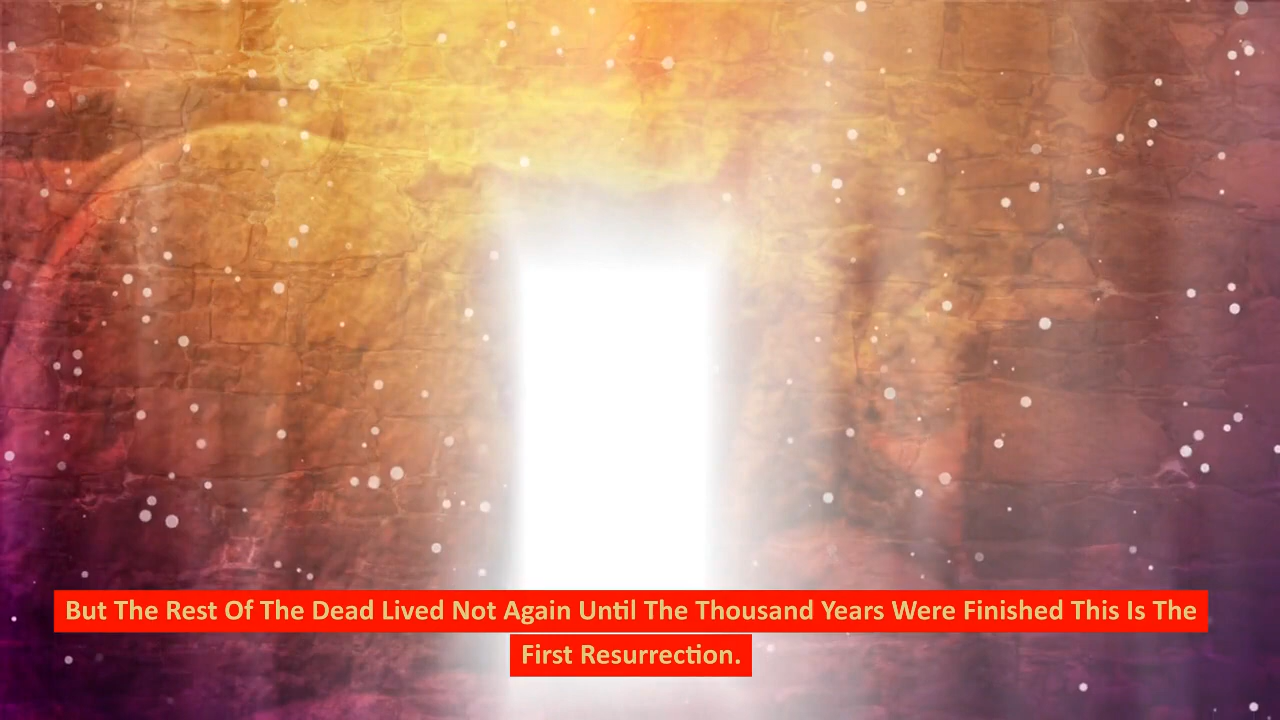 But The Rest Of The Dead Lived Not Again Until The Thousand Years Were Finished This Is The
First Resurrection.